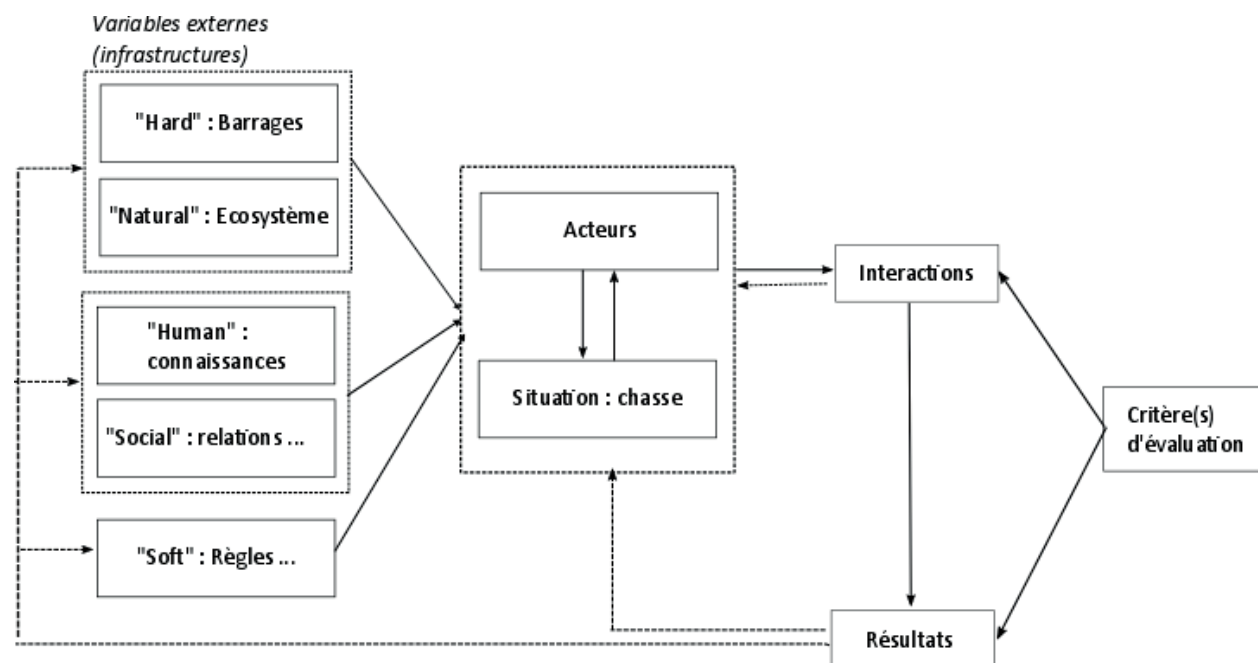 Variables externes
(infrastructures)
"Hard" : Barrages
"Natural" : Ecosystème
"Human" :
connaissances
"Social" : relations ...
"Soft" : Règles ...
Acteurs
Situation : chasse
Interactions
Résultats
Critère(s)
d'évaluation